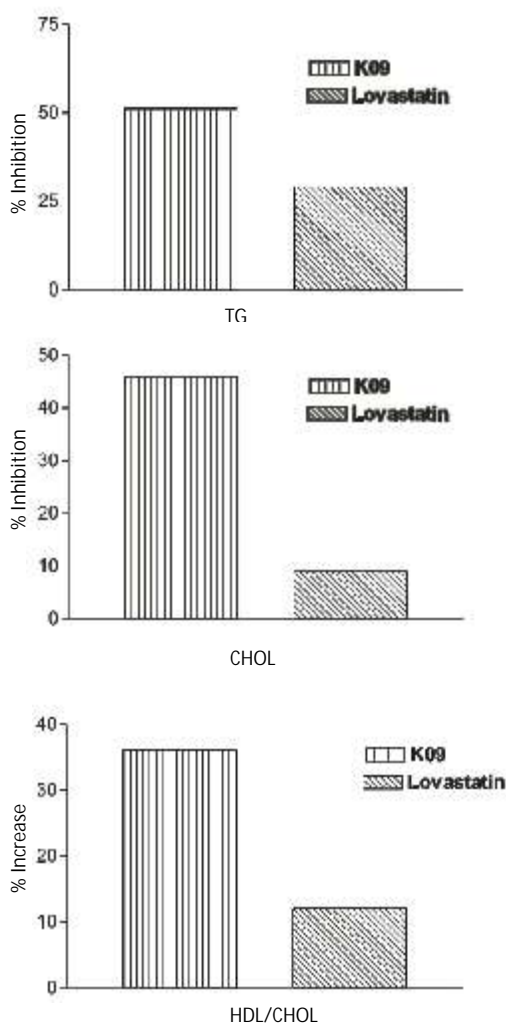 75
50
25
0
% Inhibition
K09
Lovastatin
TG
50
40
30
20
10
0
% Inhibition
K09
Lovastatin
CHOL
40
30
20
10
0
% Increase
K09
Lovastatin
HDL/CHOL